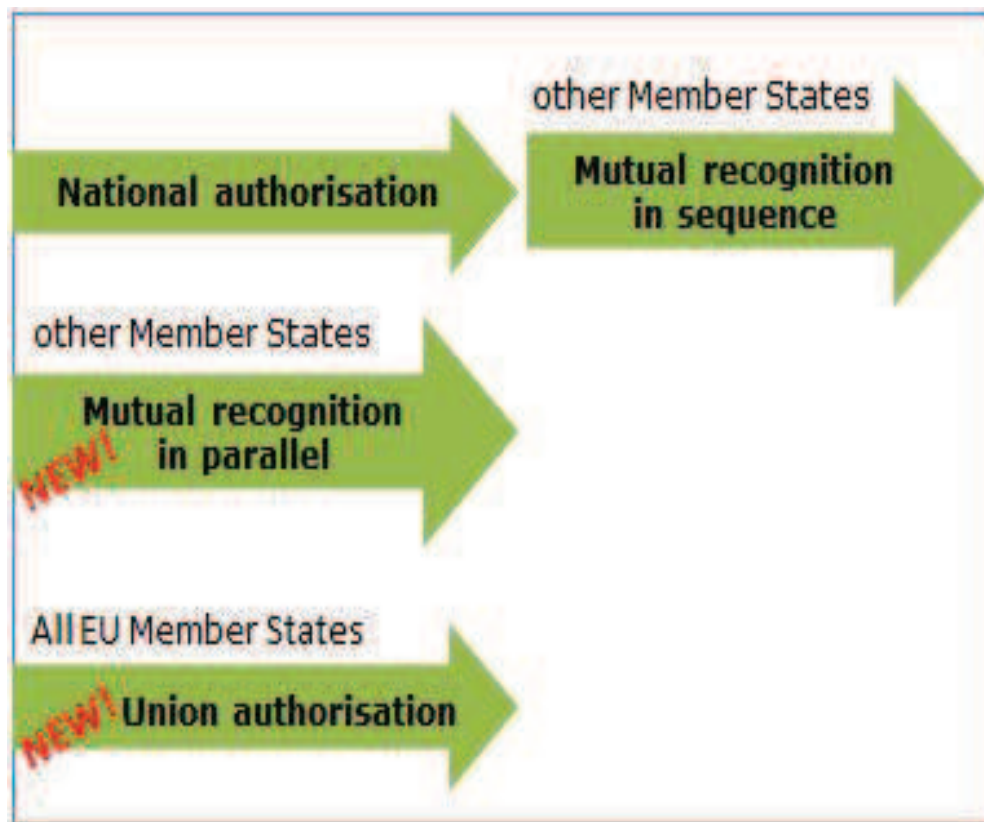 other Member States
National authorisation
Mutual recognition
in sequence
other Member States
Mutual recognition
in parallel
NEW!
All EU Member States
NEW!
Union authorisation